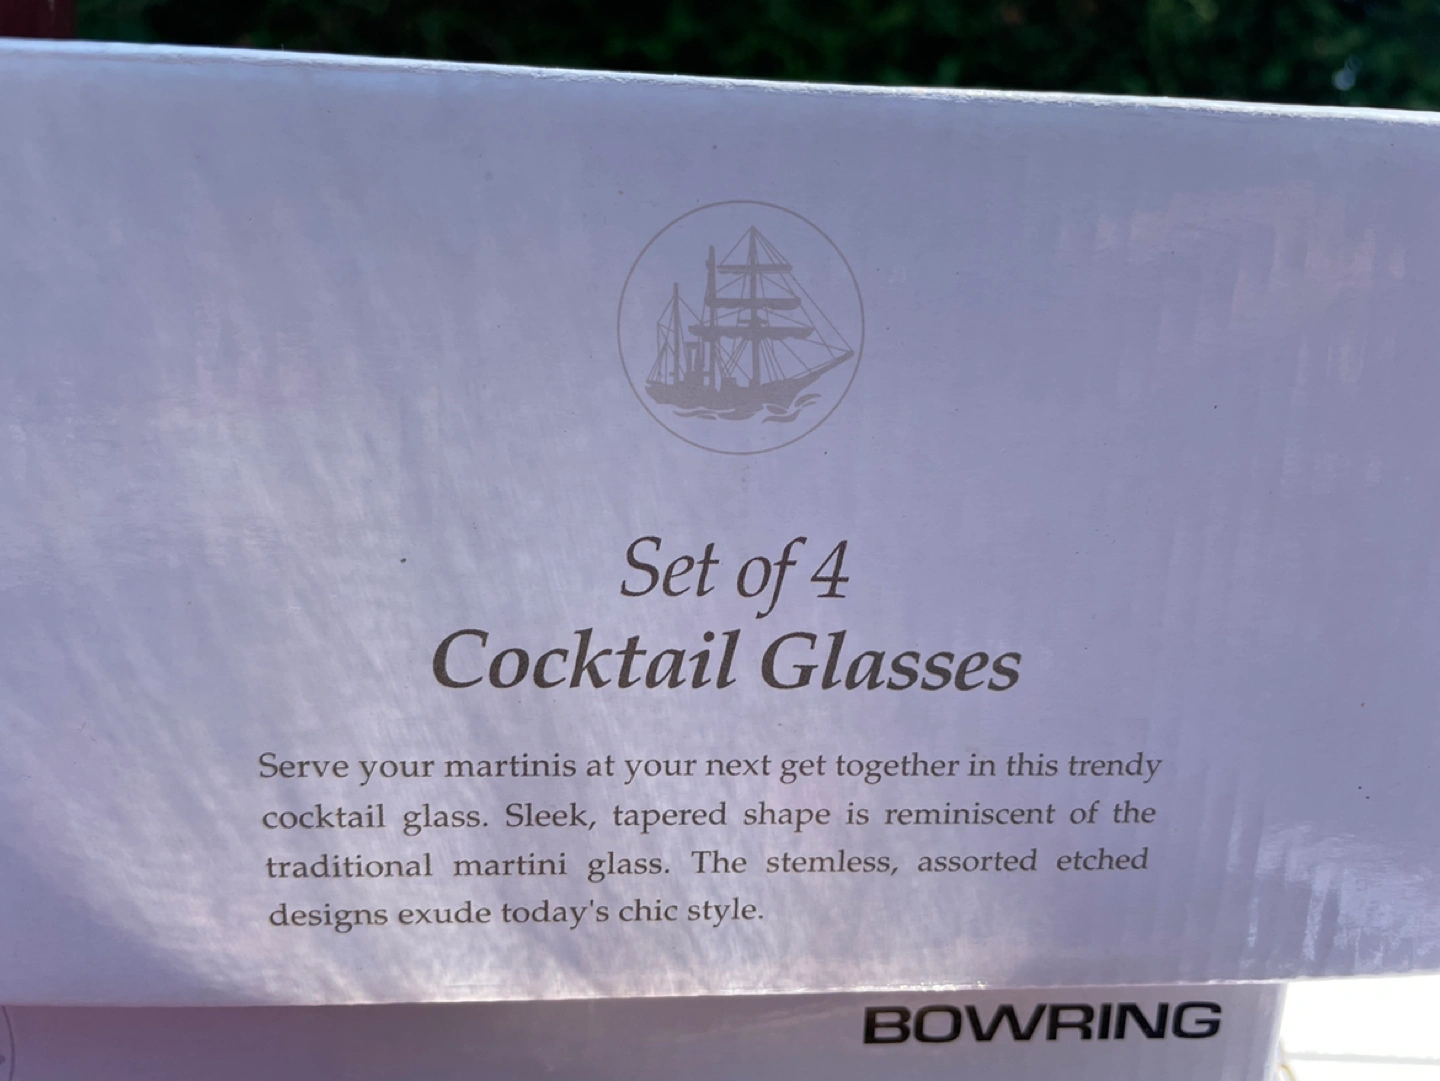 Set of 4
Cocktail Glasses
Serve your martinis at your next get together in this trendy
cocktail glass. Sleek, tapered shape is reminiscent of the
traditional martini glass. The stemless, assorted etched
designs exude today's chic style.
BOWRING